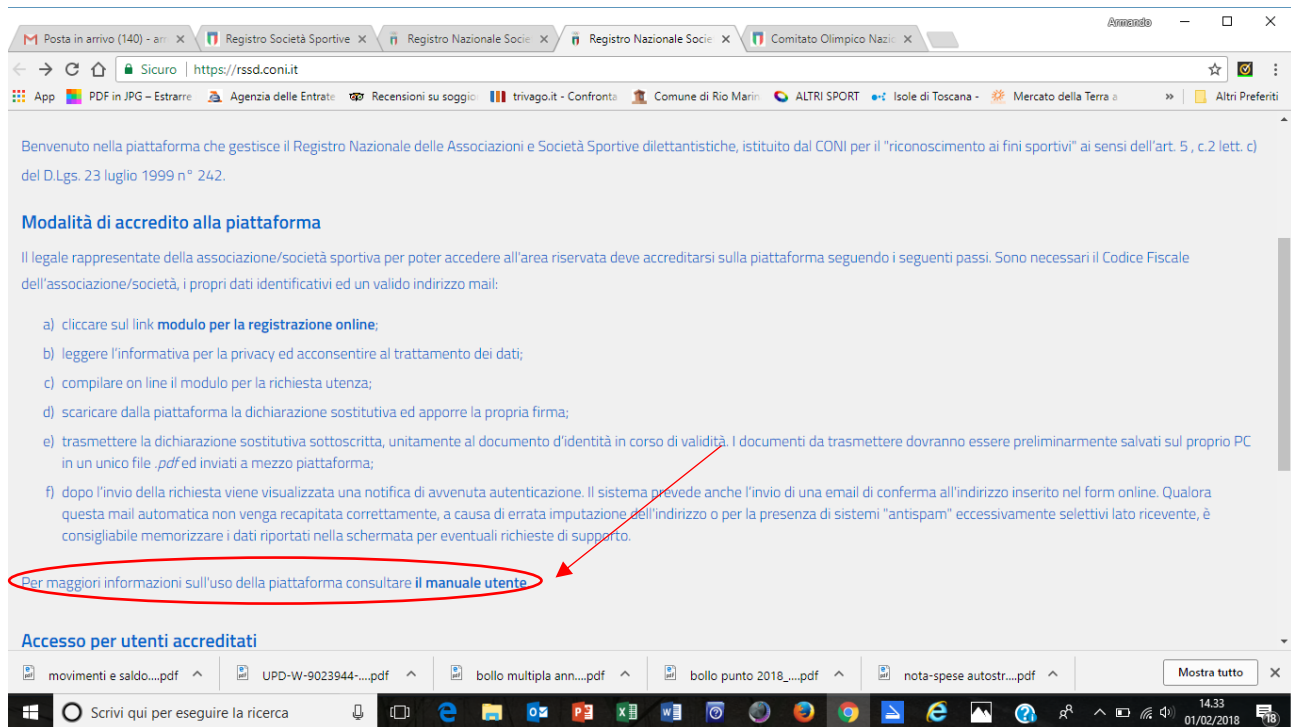 Armando
Posta in arrivo (140) - arm
Registro Società Sportive
Registro Nazionale Socie
Registro Nazionale Socie
Comitato Olimpico Nazio
Sicuro | https://rssd.coni.it
App PDF in JPG – Estrarre Agenzia delle Entrate Recensioni su soggio trivago.it - Confronta Comune di Rio Marin ALTRI SPORT Isole di Toscana - Mercato della Terra a » Altri Preferiti
Benvenuto nella piattaforma che gestisce il Registro Nazionale delle Associazioni e Società Sportive dilettantistiche, istituito dal CONI per il "riconoscimento ai fini sportivi" ai sensi dell'art. 5 , c.2 lett. c)
del D.Lgs. 23 luglio 1999 n° 242.
Modalità di accredito alla piattaforma
Il legale rappresentate della associazione/società sportiva per poter accedere all'area riservata deve accreditarsi sulla piattaforma seguendo i seguenti passi. Sono necessari il Codice Fiscale
dell'associazione/società, i propri dati identificativi ed un valido indirizzo mail:
a) cliccare sul link modulo per la registrazione online;
b) leggere l'informativa per la privacy ed acconsentire al trattamento dei dati;
c) compilare on line il modulo per la richiesta utenza;
d) scaricare dalla piattaforma la dichiarazione sostitutiva ed apporre la propria firma;
e) trasmettere la dichiarazione sostitutiva sottoscritta, unitamente al documento d'identità in corso di validità. I documenti da trasmettere dovranno essere preliminarmente salvati sul proprio PC
in un unico file .pdf ed inviati a mezzo piattaforma;
f) dopo l'invio della richiesta viene visualizzata una notifica di avvenuta autenticazione. Il sistema prevede anche l'invio di una email di conferma all'indirizzo inserito nel form online. Qualora
questa mail automatica non venga recapitata correttamente, a causa di errata imputazione dell'indirizzo o per la presenza di sistemi "antispam" eccessivamente selettivi lato ricevente, è
consigliabile memorizzare i dati riportati nella schermata per eventuali richieste di supporto.
Per maggiori informazioni sull'uso della piattaforma consultare il manuale utente
Accesso per utenti accreditati
movimenti e saldo....pdf
UPD-W-9023944-....pdf
bollo multipla ann....pdf
bollo punto 2018_....pdf
nota-spese autostr....pdf
Mostra tutto
Scrivi qui per eseguire la ricerca
14.33
01/02/2018
18